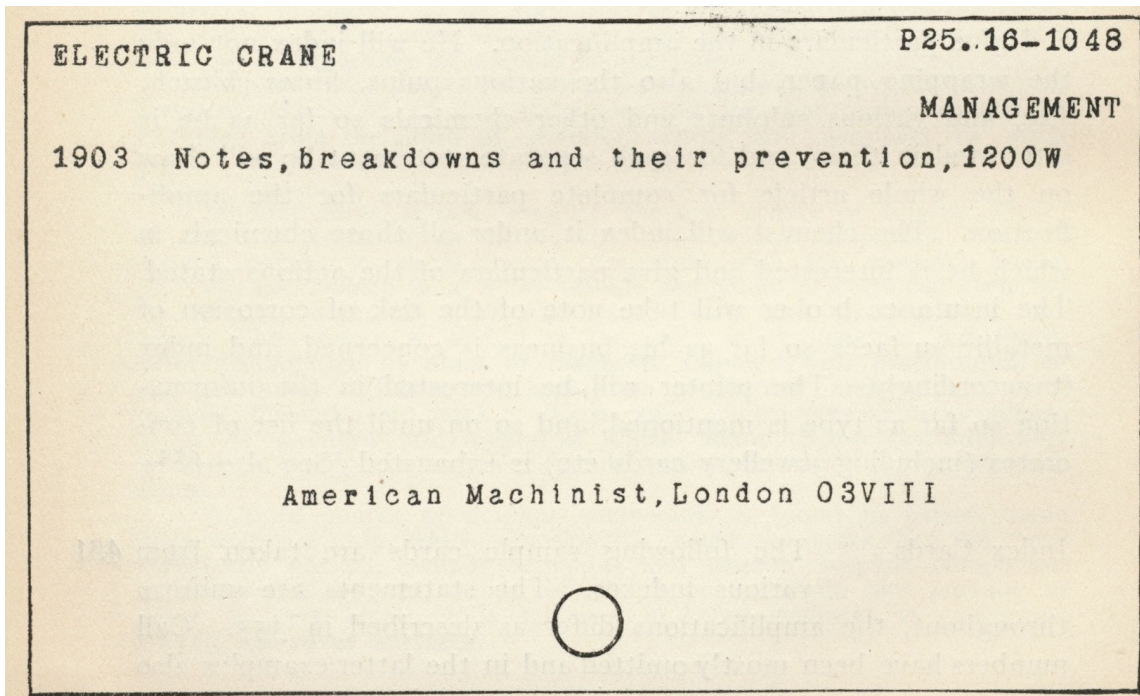 ELECTRIC CRANE
P25.16-1048
MANAGEMENT
1903 Notes,breakdowns and their prevention,1200W
American Machinist,London 03VIII